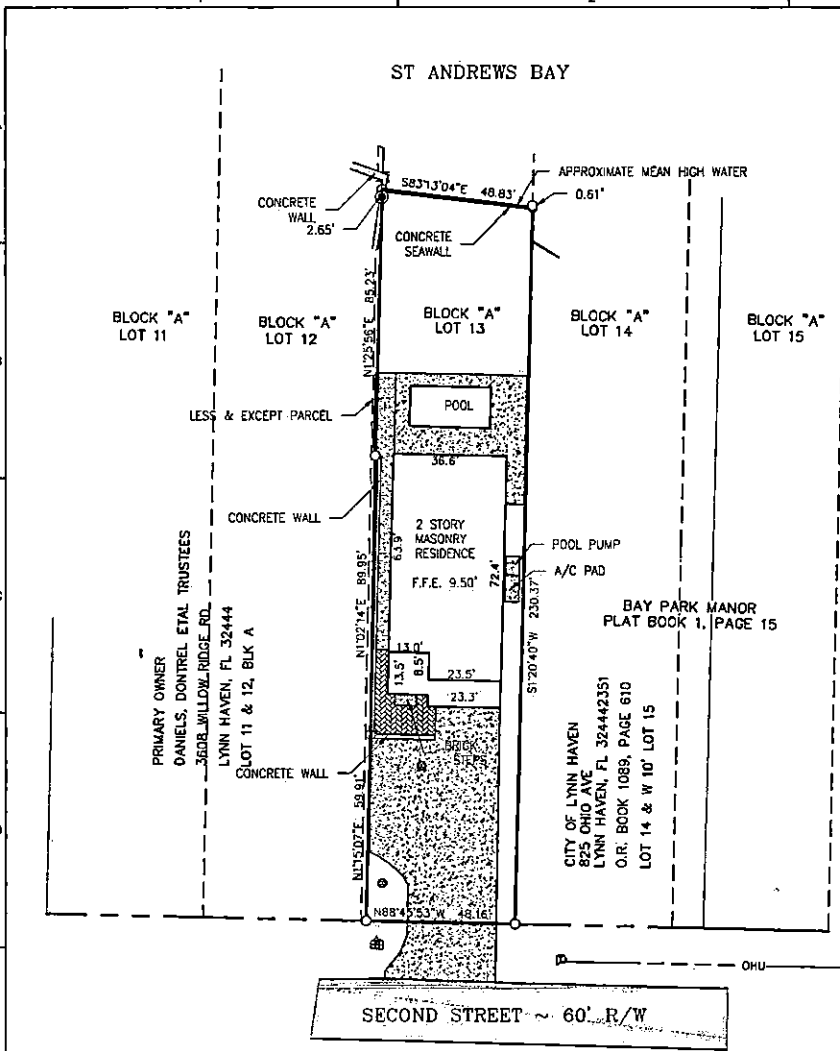 ST ANDREWS BAY
S83°13'04"E 48.83'
APPROXIMATE MEAN HIGH WATER
0.61'
CONCRETE
WALL
2.65'
CONCRETE
SEAWALL
N1°25'56"E 85.23'
BLOCK "A"
LOT 11
BLOCK "A"
LOT 12
BLOCK "A"
LOT 13
BLOCK "A"
LOT 14
BLOCK "A"
LOT 15
LESS & EXCEPT PARCEL
POOL
36.6'
CONCRETE WALL
2 STORY
MASONRY
RESIDENCE
F.F.E. 9.50'
63.9'
72.4'
POOL PUMP
A/C PAD
N1°02'14"E 89.95'
S1°20'40"W 230.37'
BAY PARK MANOR
PLAT BOOK 1, PAGE 15
PRIMARY OWNER
DANIELS, DONTREL ETAL TRUSTEES
3608 WILLOW RIDGE RD
LYNN HAVEN, FL 32444
LOT 11 & 12, BLK A
13.0'
13.5'
8.5'
23.5'
23.3'
BRICK
STEPS
CONCRETE WALL
N1°15'07"E 59.91'
CITY OF LYNN HAVEN
825 OHIO AVE
LYNN HAVEN, FL 324442351
O.R. BOOK 1089, PAGE 610
LOT 14 & W 10' LOT 15
N88°45'53"W 48.16'
OHU
SECOND STREET ~ 60' R/W